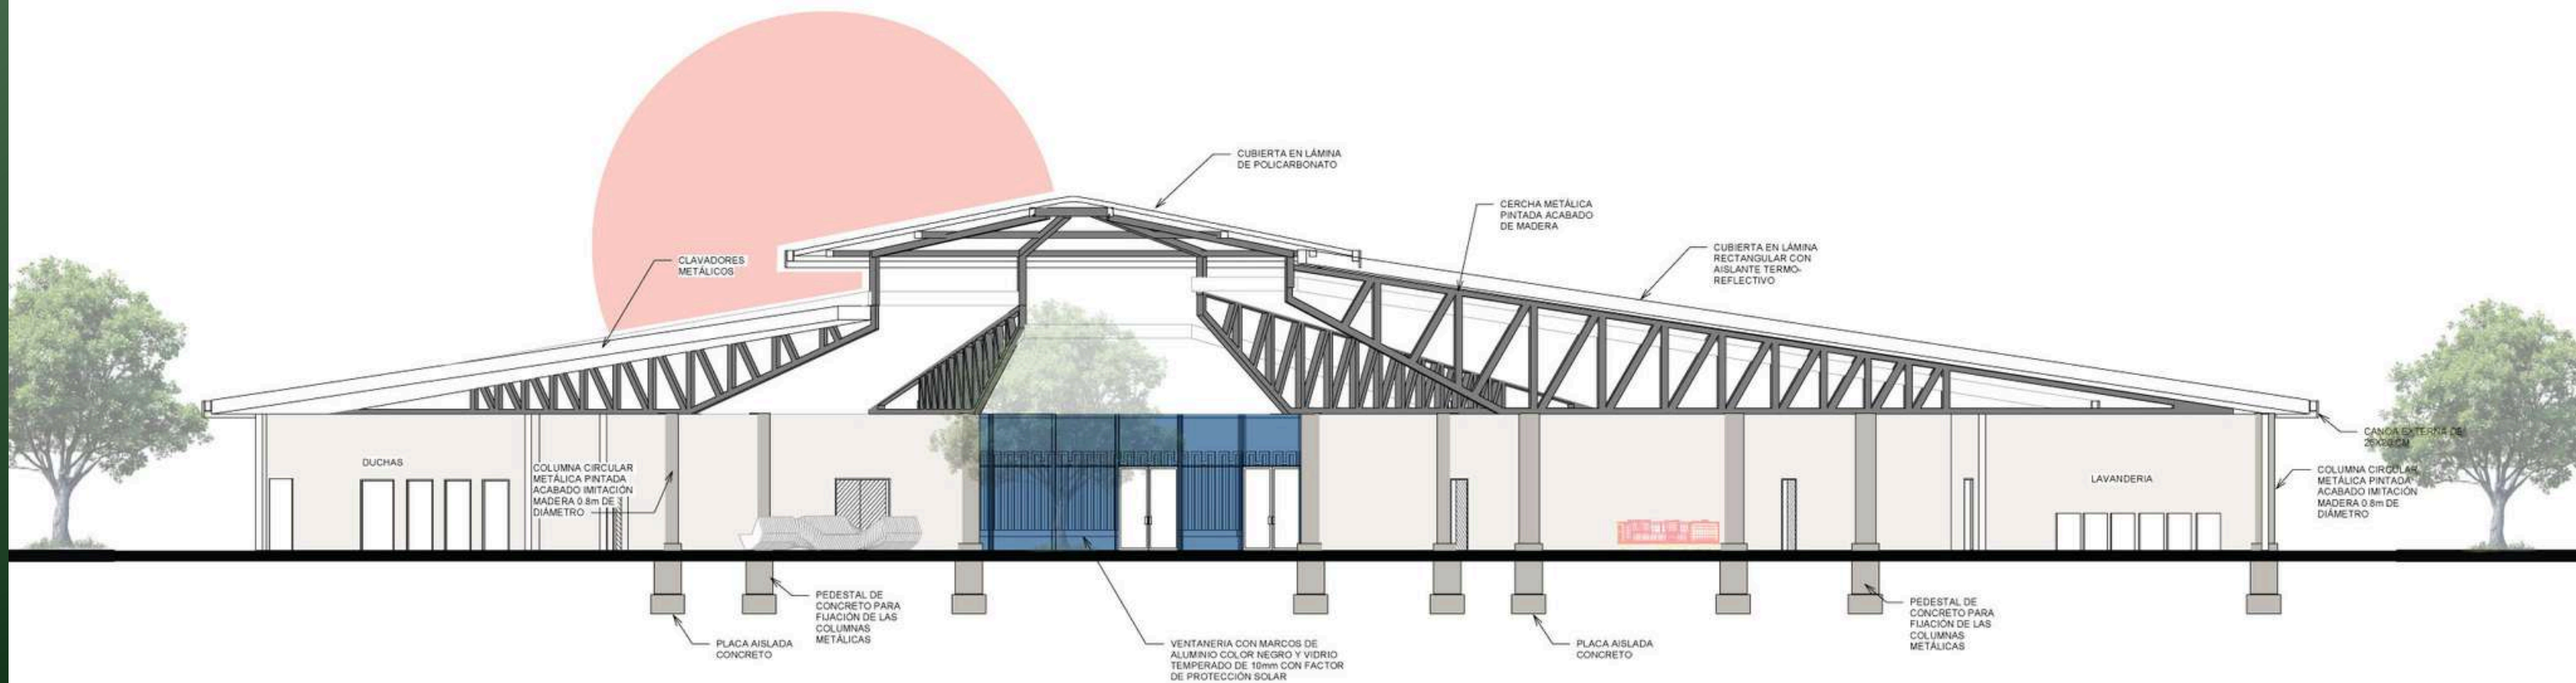 CUBIERTA EN LÁMINA
DE POLICARBONATO
CERCHA METÁLICA
PINTADA ACABADO
DE MADERA
CUBIERTA EN LÁMINA
RECTANGULAR CON
AISLANTE TERMO-
REFLECTIVO
CLAVADORES
METÁLICOS
CANOA EXTERNA DE
DUCHAS
COLUMNA CIRCULAR
METÁLICA PINTADA
ACABADO IMITACIÓN
MADERA 0.8m DE
DIÁMETRO
LAVANDERIA
COLUMNA CIRCULAR
METÁLICA PINTADA
ACABADO IMITACIÓN
MADERA 0.8m DE
DIÁMETRO
PEDESTAL DE
CONCRETO PARA
FIJACIÓN DE LAS
COLUMNAS
METÁLICAS
PLACA AISLADA
CONCRETO
VENTANERIA CON MARCOS DE
ALUMINIO COLOR NEGRO Y VIDRIO
TEMPERADO DE 10mm CON FACTOR
DE PROTECCIÓN SOLAR
PLACA AISLADA
CONCRETO
PEDESTAL DE
CONCRETO PARA
FIJACIÓN DE LAS
COLUMNAS
METÁLICAS